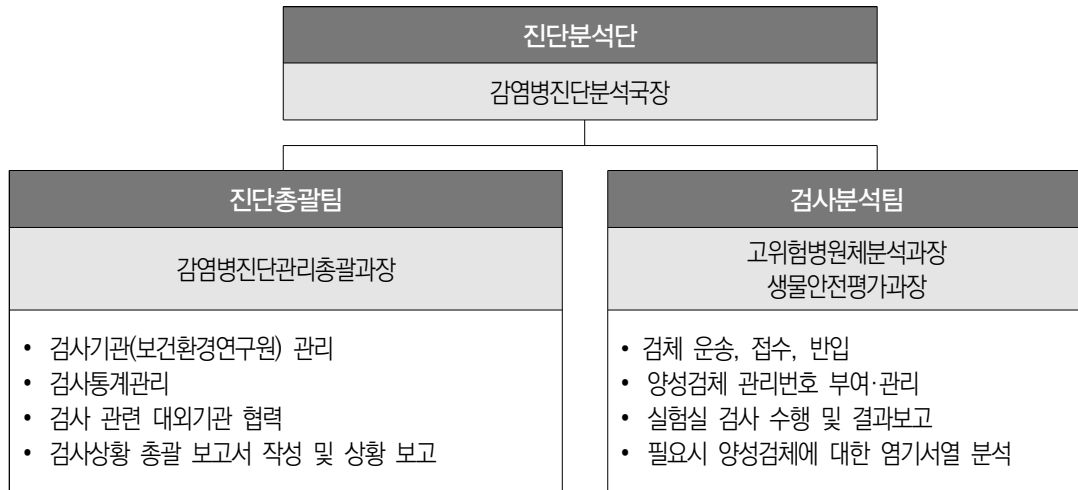 진단분석단
감염병진단분석국장
진단총괄팀
감염병진단관리총괄과장
• 검사기관(보건환경연구원) 관리
• 검사통계관리
• 검사 관련 대외기관 협력
• 검사상황 총괄 보고서 작성 및 상황 보고
검사분석팀
고위험병원체분석과장
생물안전평가과장
• 검체 운송, 접수, 반입
• 양성검체 관리번호 부여·관리
• 실험실 검사 수행 및 결과보고
• 필요시 양성검체에 대한 염기서열 분석